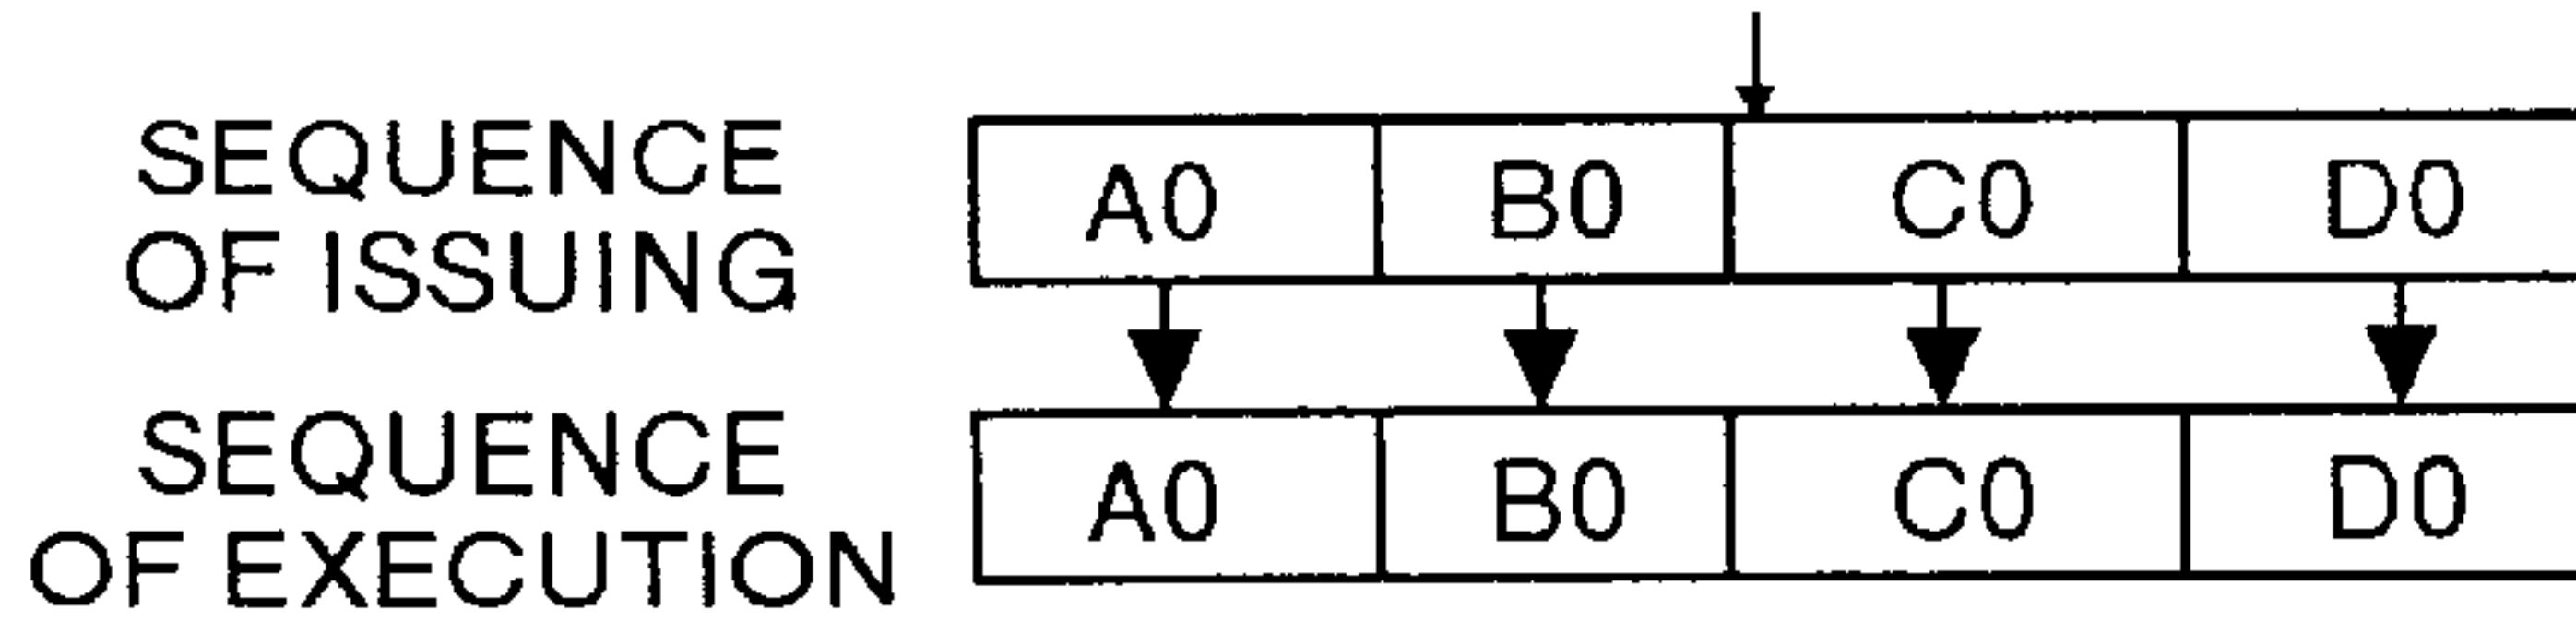 SEQUENCE
OF ISSUING
A0 B0 C0 D0
SEQUENCE
OF EXECUTION
A0 B0 C0 D0